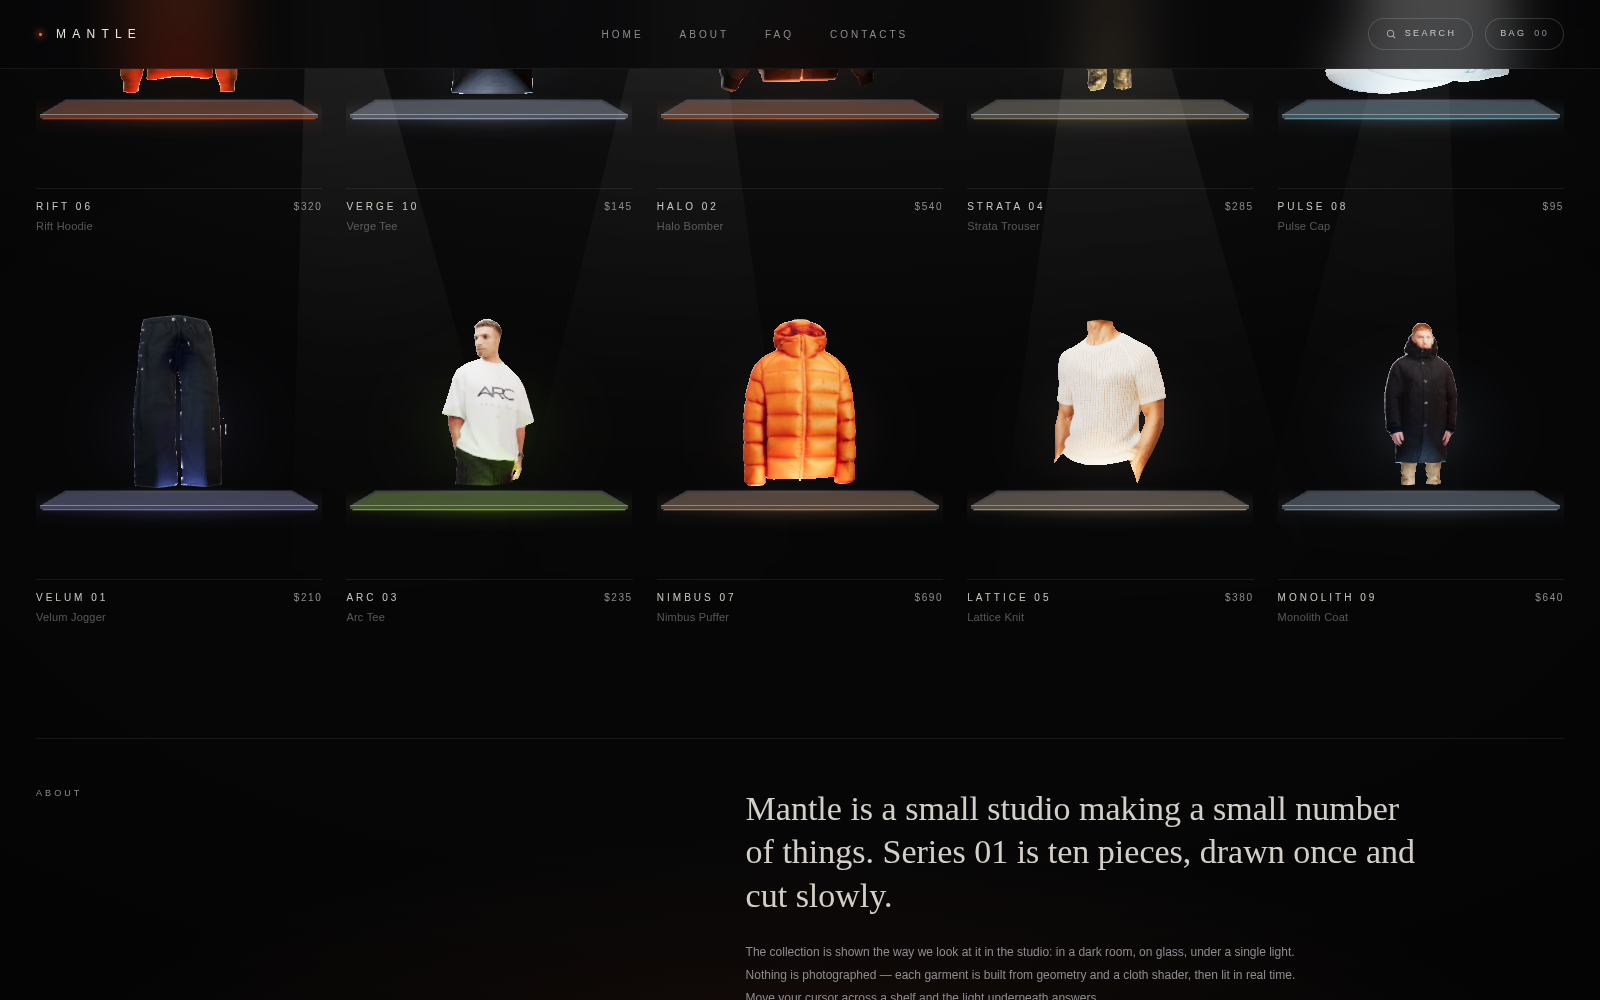 MANTLE
HOME ABOUT FAQ CONTACTS
SEARCH
BAG 00
RIFT 06 $320
Rift Hoodie
VERGE 10 $145
Verge Tee
HALO 02 $540
Halo Bomber
STRATA 04 $285
Strata Trouser
PULSE 08 $95
Pulse Cap
ARC
VELUM 01 $210
Velum Jogger
ARC 03 $235
Arc Tee
NIMBUS 07 $690
Nimbus Puffer
LATTICE 05 $380
Lattice Knit
MONOLITH 09 $640
Monolith Coat
ABOUT
Mantle is a small studio making a small number
of things. Series 01 is ten pieces, drawn once and
cut slowly.
The collection is shown the way we look at it in the studio: in a dark room, on glass, under a single light.
Nothing is photographed — each garment is built from geometry and a cloth shader, then lit in real time.
Move your cursor across a shelf and the light underneath answers.